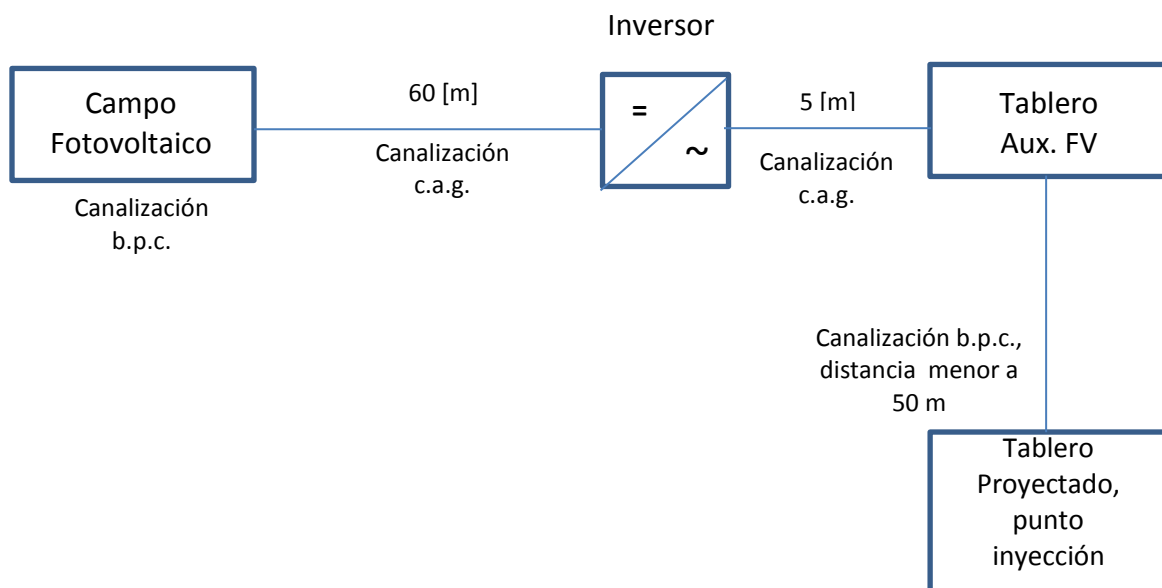 Inversor
Campo
Fotovoltaico
60 [m]
Canalización
c.a.g.
=
~
5 [m]
Canalización
c.a.g.
Tablero
Aux. FV
Canalización
b.p.c.
Canalización b.p.c.,
distancia menor a
50 m
Tablero
Proyectado,
punto
inyección